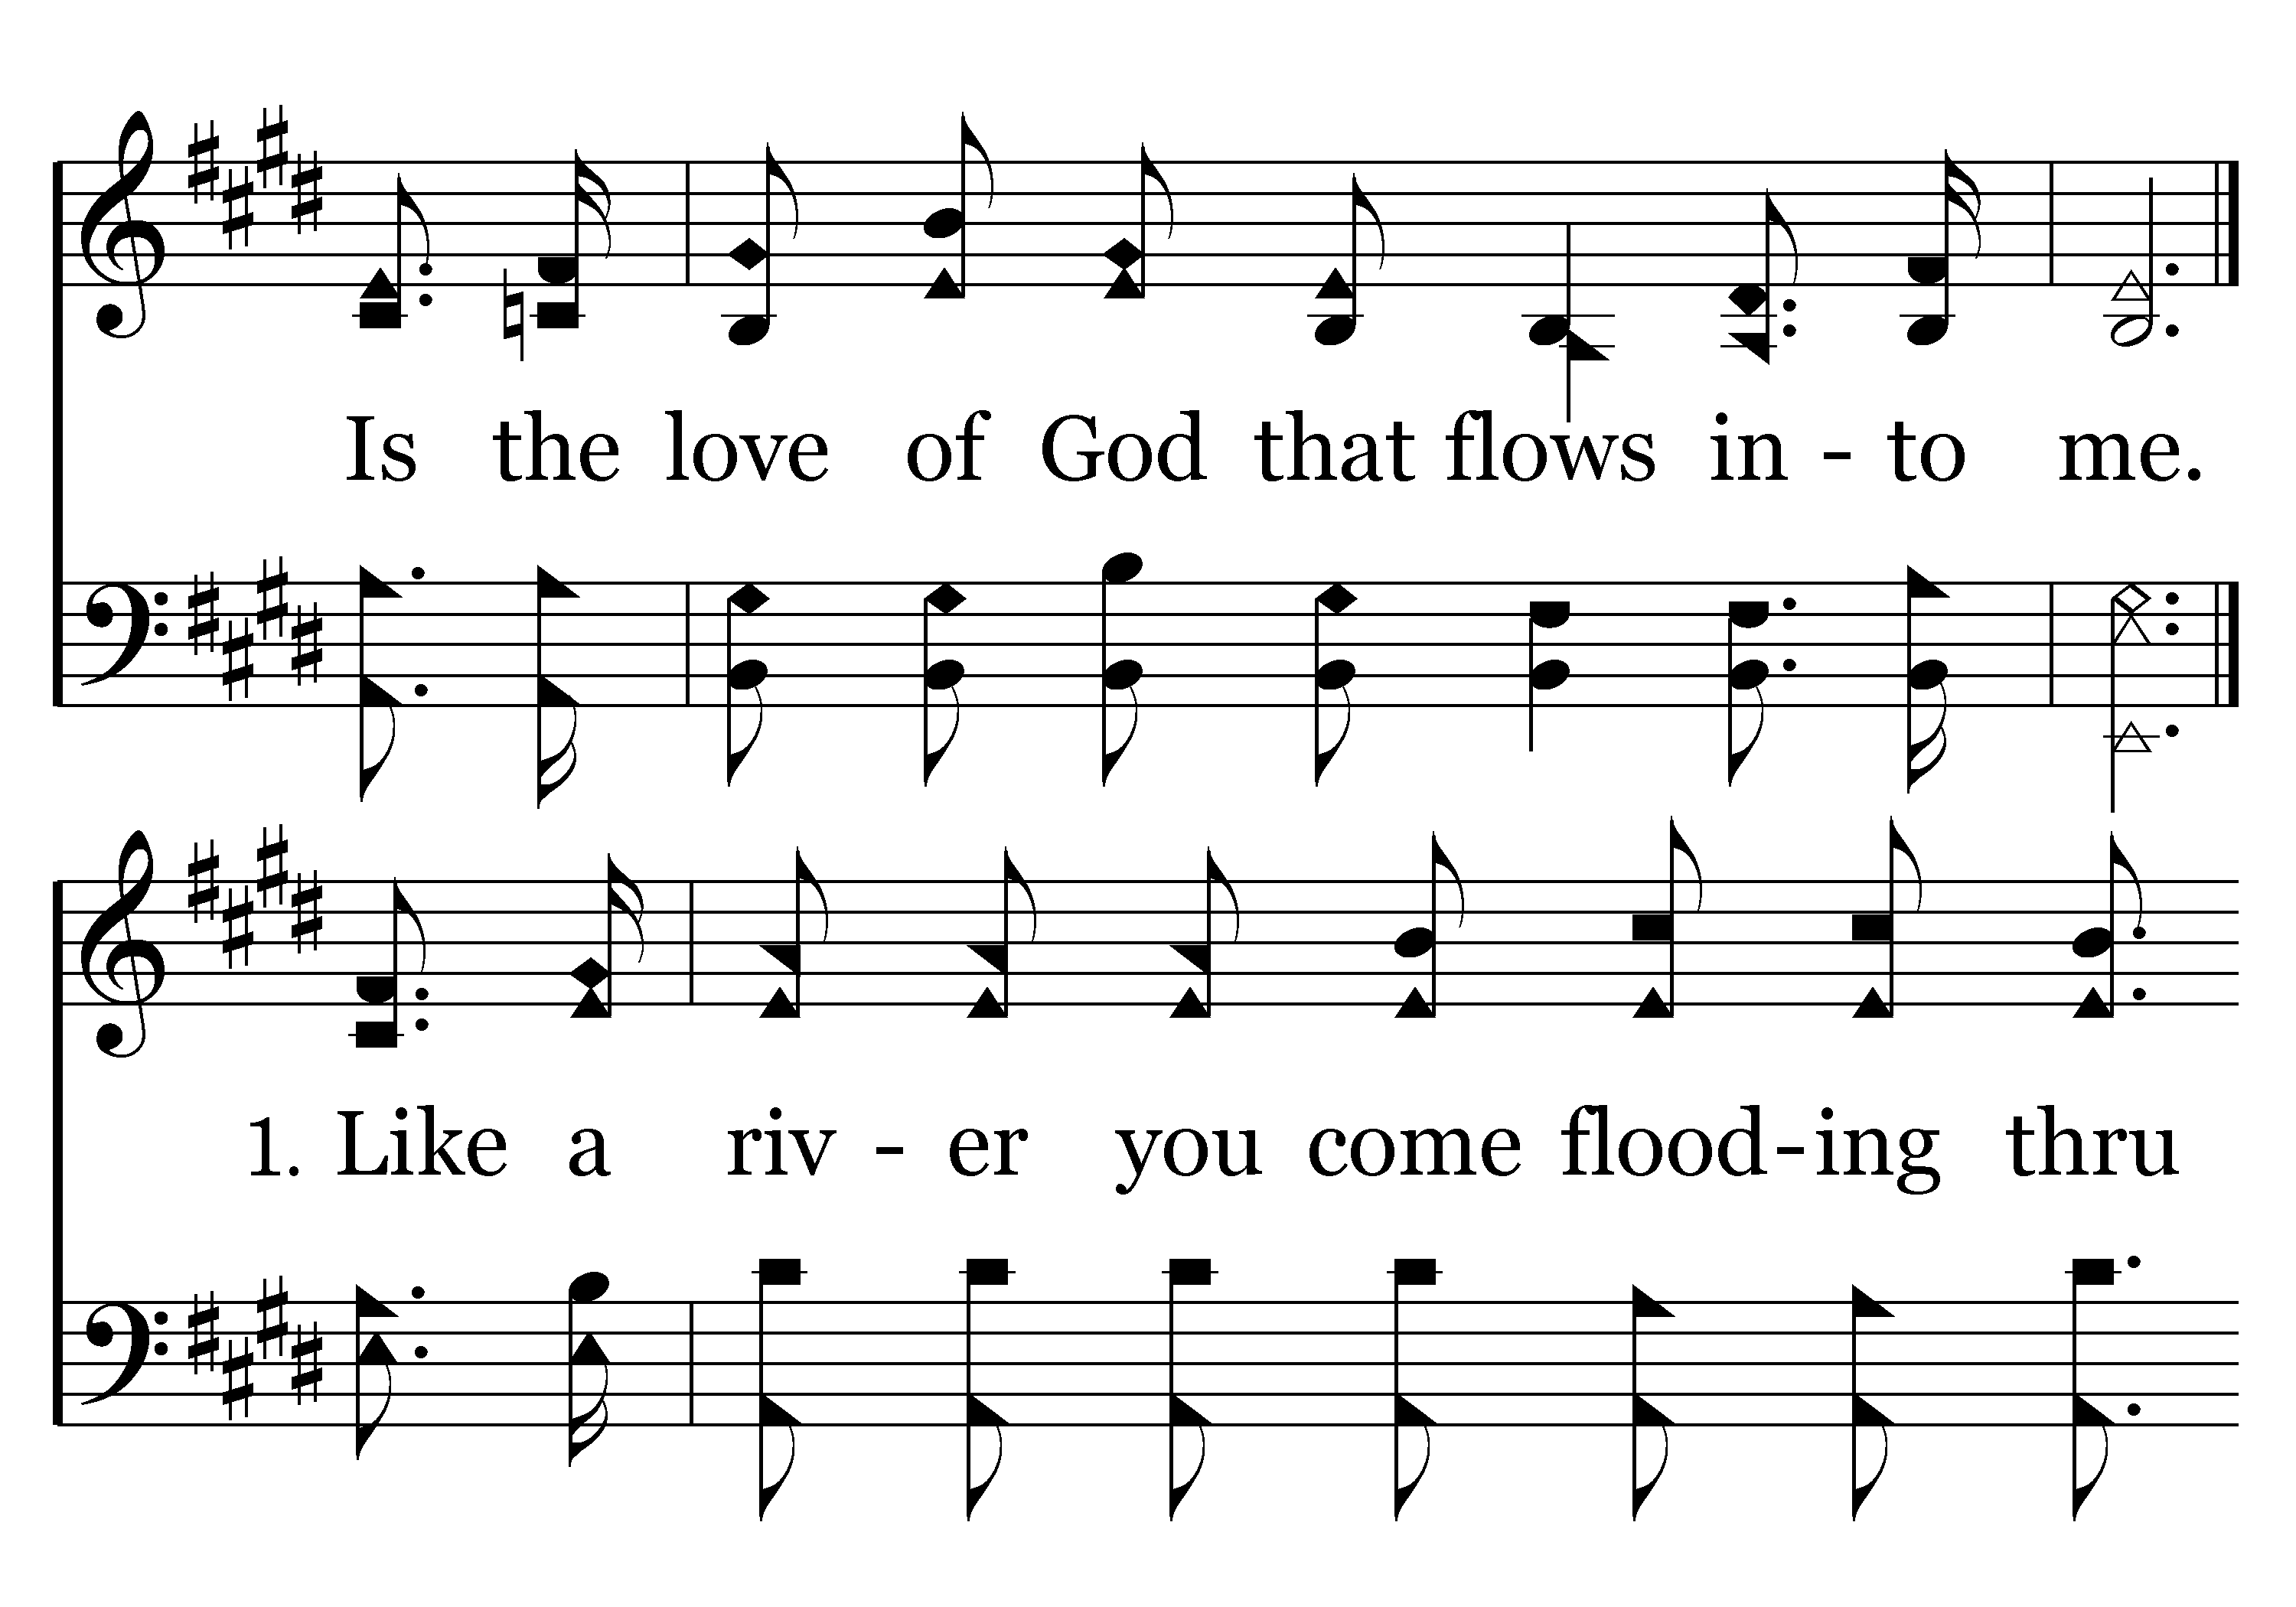 Is the love of God that flows in - to me.
1. Like a riv - er you come flood - ing thru